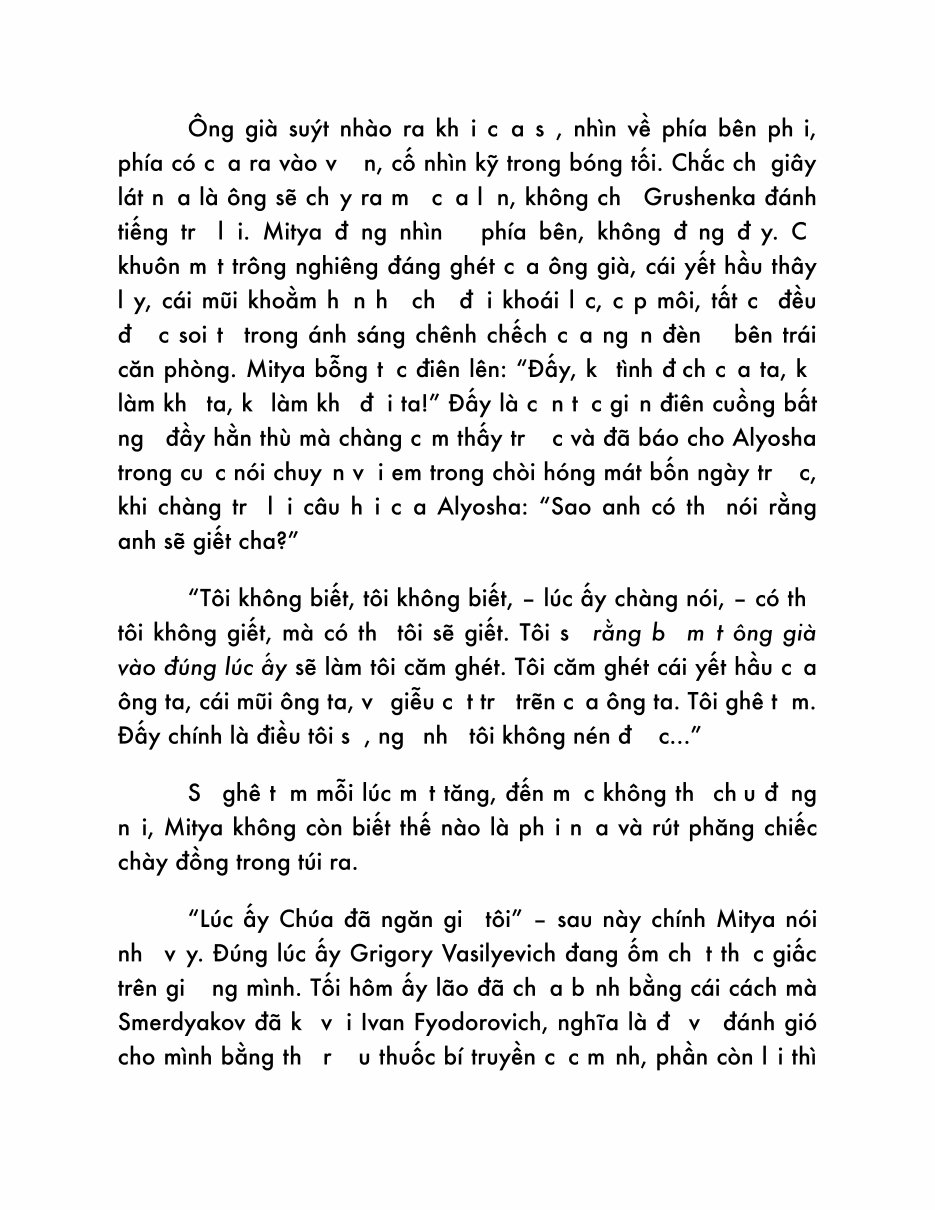 Ông già suýt nhào ra kh i c a s , nhìn về phía bên ph i,
phía có c a ra vào v n, cố nhìn kỹ trong bóng tối. Chắc ch giây
lát n a là ông sẽ ch y ra m c a l n, không ch Grushenka đánh
tiếng tr l i. Mitya đ ng nhìn phía bên, không đ ng đ y. C
khuôn m t trông nghiêng đáng ghét c a ông già, cái yết hầu thây
l y, cái mũi khoằm h n h ch đ i khoái l c, c p môi, tất c đều
đ c soi t trong ánh sáng chênh chếch c a ng n đèn bên trái
căn phòng. Mitya bỗng t c điên lên: “Đấy, k tình đ ch c a ta, k
làm kh ta, k làm kh đ i ta!” Đấy là c n t c gi n điên cuồng bất
ng đầy hằn thù mà chàng c m thấy tr c và đã báo cho Alyosha
trong cu c nói chuy n v i em trong chòi hóng mát bốn ngày tr c,
khi chàng tr l i câu h i c a Alyosha: “Sao anh có th nói rằng
anh sẽ giết cha?”
“Tôi không biết, tôi không biết, – lúc ấy chàng nói, – có th
tôi không giết, mà có th tôi sẽ giết. Tôi s rằng b m t ông già
vào đúng lúc ấy sẽ làm tôi căm ghét. Tôi căm ghét cái yết hầu c a
ông ta, cái mũi ông ta, v giễu c t tr trẽn c a ông ta. Tôi ghê t m.
Đấy chính là điều tôi s , ng nh tôi không nén đ c...”
S ghê t m mỗi lúc m t tăng, đến m c không th ch u đ ng
n i, Mitya không còn biết thế nào là ph i n a và rút phăng chiếc
chày đồng trong túi ra.
“Lúc ấy Chúa đã ngăn gi tôi” – sau này chính Mitya nói
nh v y. Đúng lúc ấy Grigory Vasilyevich đang ốm ch t th c giấc
trên gi ng mình. Tối hôm ấy lão đã ch a b nh bằng cái cách mà
Smerdyakov đã k v i Ivan Fyodorovich, nghĩa là đ v đánh gió
cho mình bằng th r u thuốc bí truyền c c m nh, phần còn l i thì